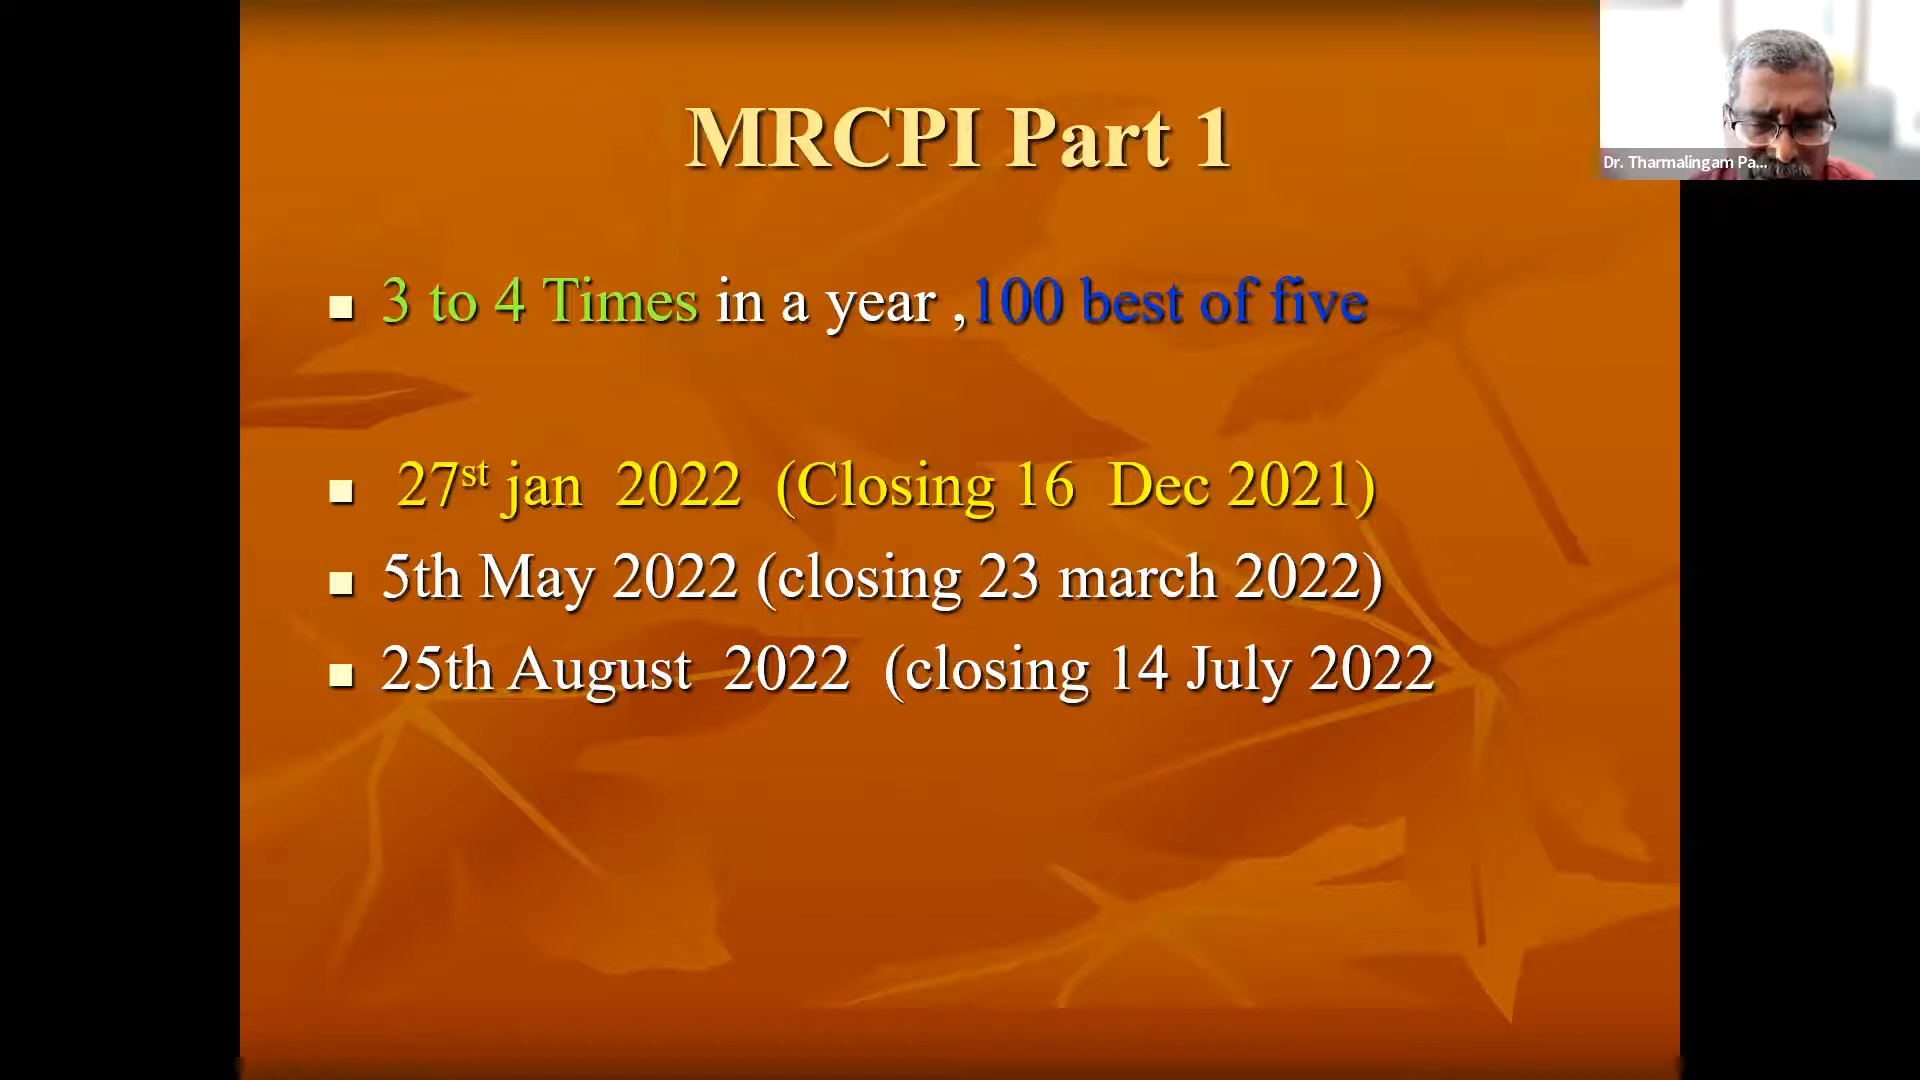 MRCPI Part 1
Dr. Tharmalingam Pa...
3 to 4 Times in a year ,100 best of five
27st jan 2022 (Closing 16 Dec 2021)
5th May 2022 (closing 23 march 2022)
25th August 2022 (closing 14 July 2022